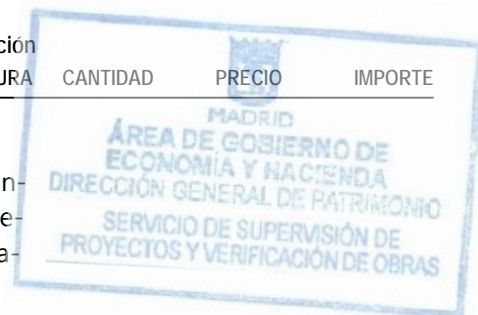 ción
URA CANTIDAD PRECIO IMPORTE
MADRID
ÁREA DE GOBIERNO DE
ECONOMÍA Y HACIENDA
DIRECCIÓN GENERAL DE PATRIMONIO
SERVICIO DE SUPERVISIÓN DE
PROYECTOS Y VERIFICACIÓN DE OBRAS
n-
e-
a-